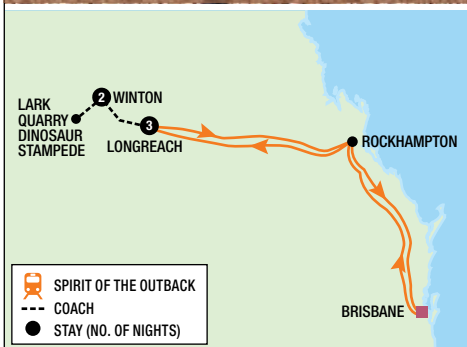 LARK
QUARRY
DINOSAUR
STAMPEDE
2 WINTON
3
LONGREACH
ROCKHAMPTON
BRISBANE
SPIRIT OF THE OUTBACK
COACH
STAY (NO. OF NIGHTS)